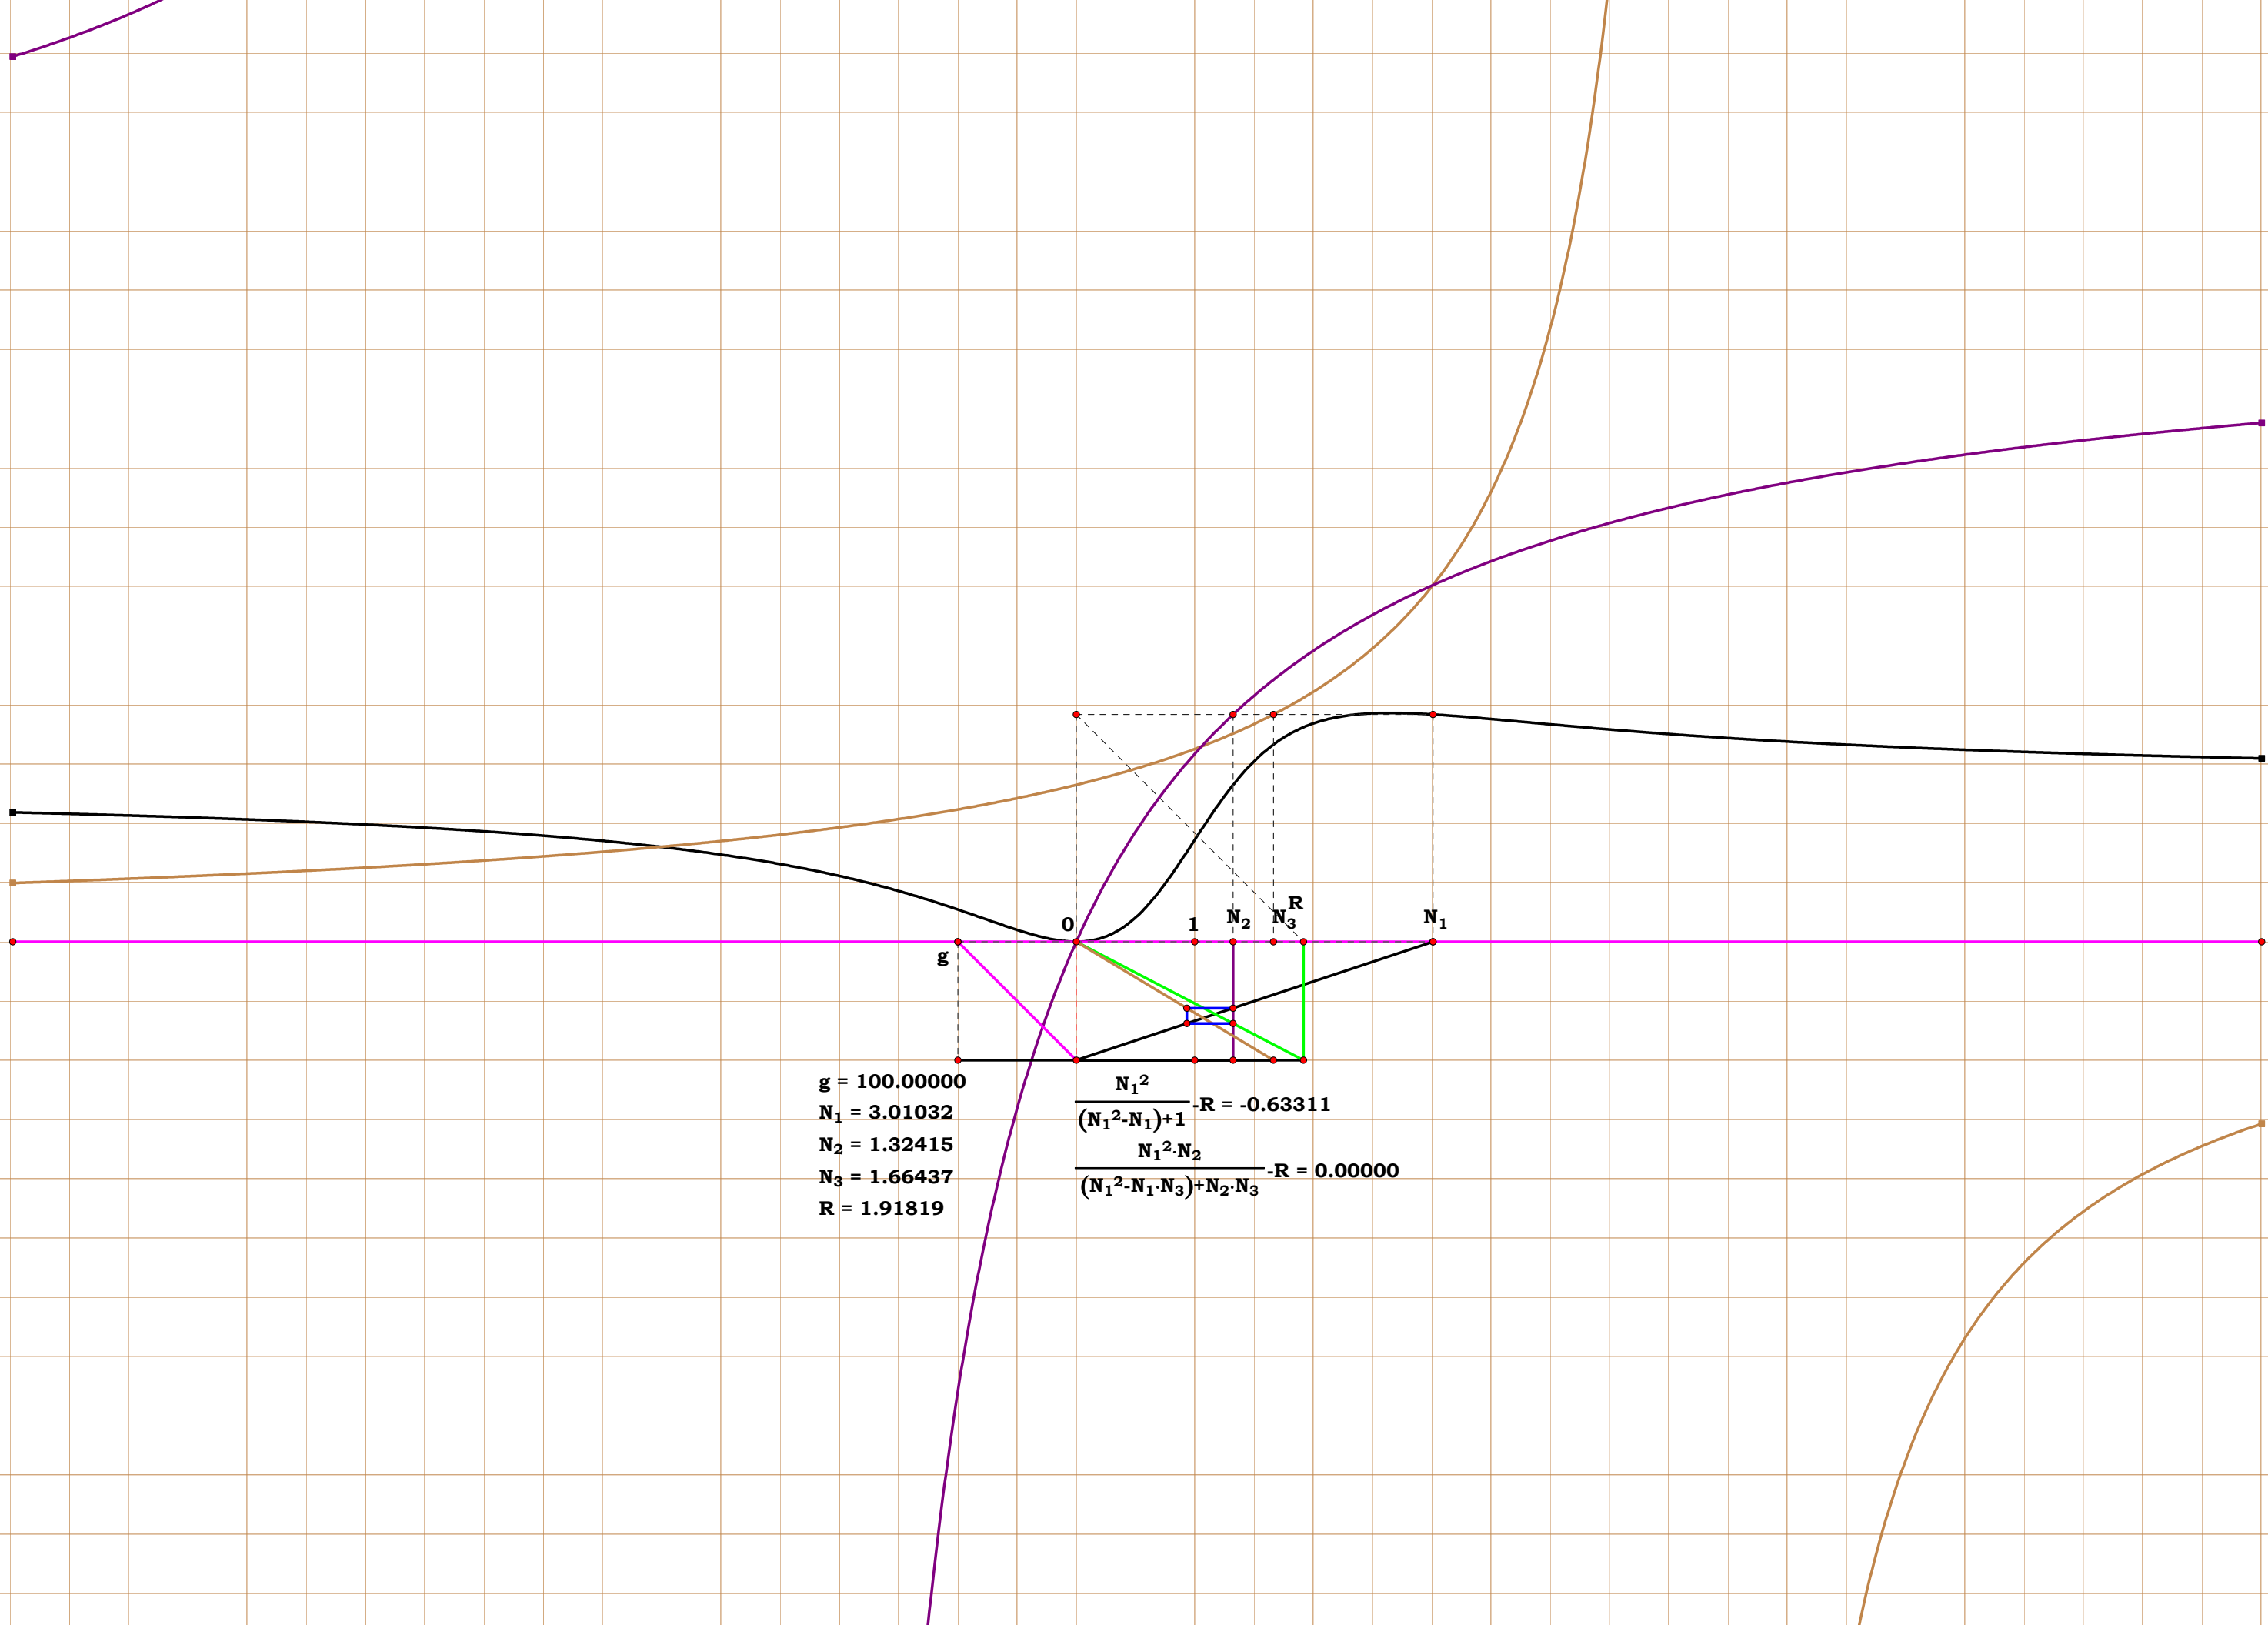 R
0 1 N₂ N₃ N₁
g
g = 100.00000
N₁ = 3.01032
N₂ = 1.32415
N₃ = 1.66437
R = 1.91819
N₁²
/ (N₁²-N₁)+1 -R = -0.63311
N₁²·N₂
/ (N₁²-N₁·N₃)+N₂·N₃ -R = 0.00000